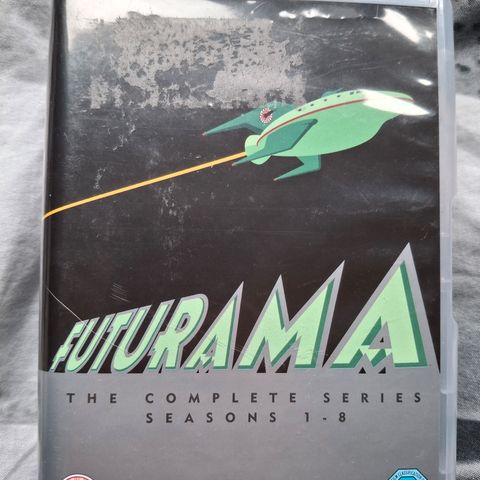 FUTURAMA
THE COMPLETE SERIES
SEASONS 1-8